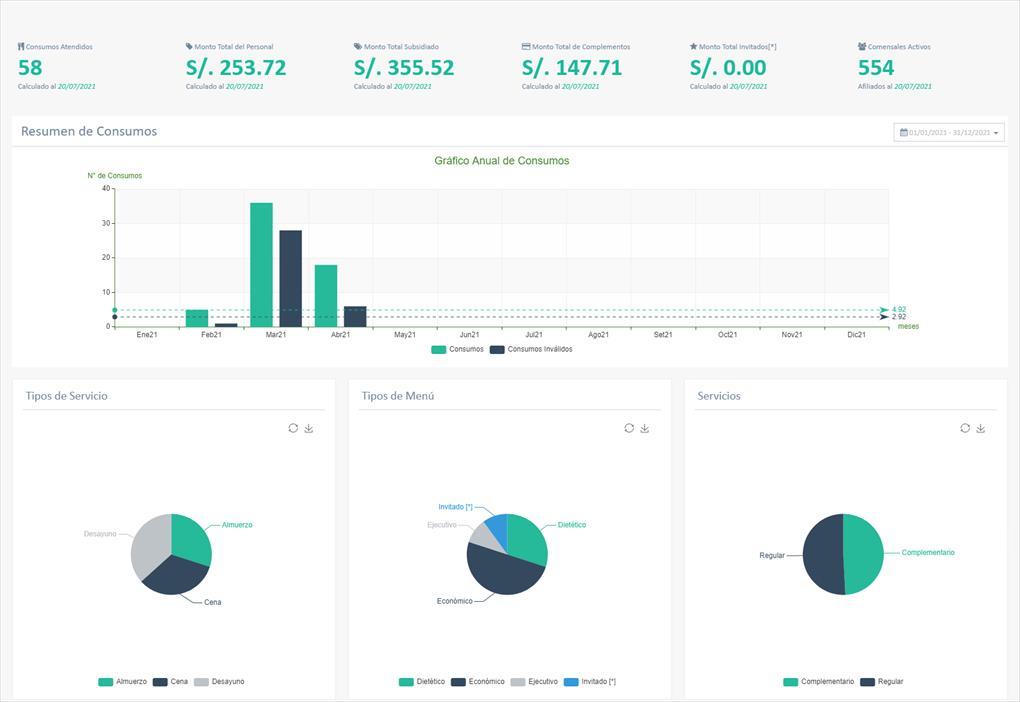 Consumos Atendidos
58
Calculado al 20/07/2021
Monto Total del Personal
S/. 253.72
Calculado al 20/07/2021
Monto Total Subsidiado
S/. 355.52
Calculado al 20/07/2021
Monto Total de Complementos
S/. 147.71
Calculado al 20/07/2021
Monto Total Invitados[*]
S/. 0.00
Calculado al 20/07/2021
Comensales Activos
554
Afiliados al 20/07/2021
Resumen de Consumos
01/01/2021 - 31/12/2021
Gráfico Anual de Consumos
N° de Consumos
40
30
20
10
0
4.92
2.92
meses
Ene21 Feb21 Mar21 Abr21 May21 Jun21 Jul21 Ago21 Set21 Oct21 Nov21 Dic21
Consumos Consumos Inválidos
Tipos de Servicio
Desayuno
Almuerzo
Cena
Almuerzo Cena Desayuno
Tipos de Menú
Invitado [*]
Ejecutivo
Dietético
Económico
Dietético Económico Ejecutivo Invitado [*]
Servicios
Regular
Complementario
Complementario Regular